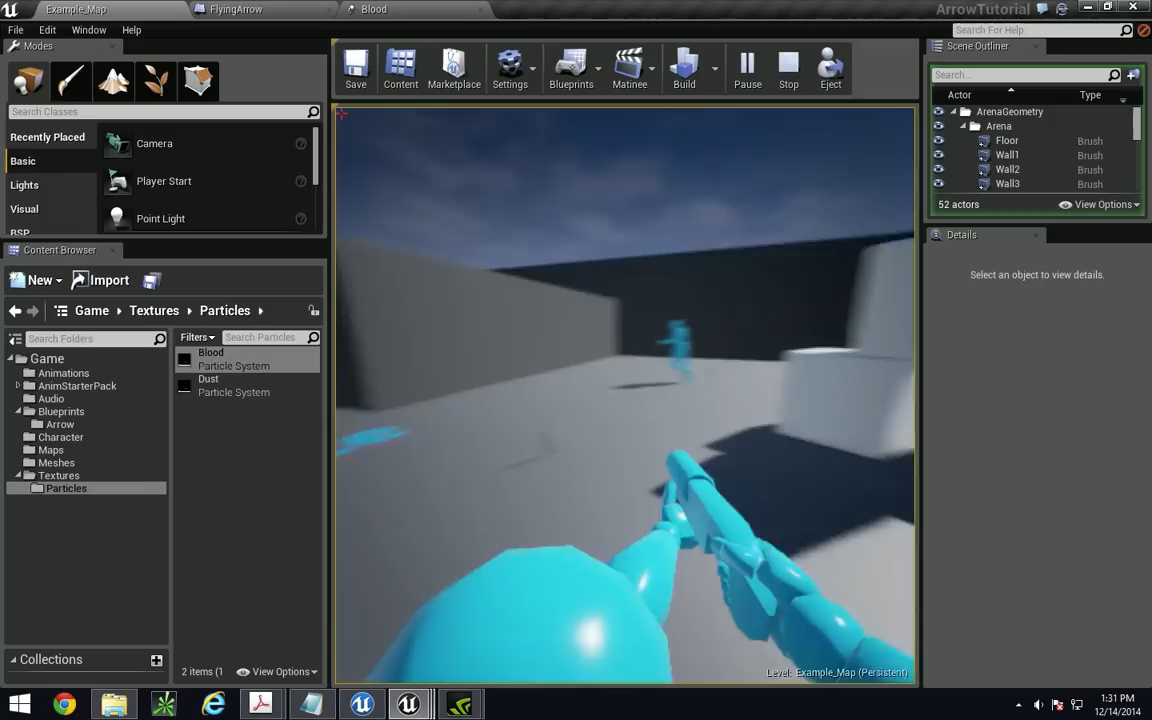 Example_Map
FlyingArrow
Blood
ArrowTutorial
File
Edit
Window
Help
Search For Help
Modes
Search Classes
Recently Placed
Basic
Lights
Visual
BSP
Camera
Player Start
Point Light
Save
Content
Marketplace
Settings
Blueprints
Matinee
Build
Pause
Stop
Eject
Scene Outliner
Search...
Actor
Type
ArenaGeometry
Arena
Floor
Brush
Wall1
Brush
Wall2
Brush
Wall3
Brush
52 actors
View Options
Details
Select an object to view details.
Content Browser
New
Import
Game
Textures
Particles
Search Folders
Filters
Search Particles
Game
Animations
AnimStarterPack
Audio
Blueprints
Arrow
Character
Maps
Meshes
Textures
Particles
Blood
Particle System
Dust
Particle System
Collections
2 items (1
View Options
Level: Example_Map (Persistent)
1:31 PM
12/14/2014